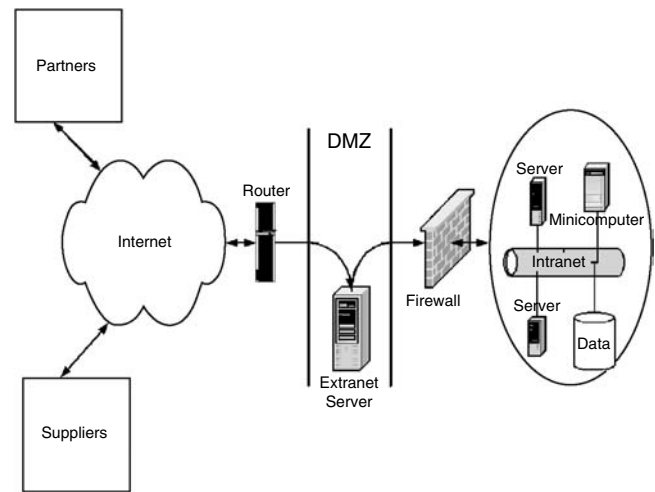 Partners
DMZ
Server
Router
Minicomputer
Internet
Intranet
Firewall
Server
Data
Extranet
Server
Suppliers